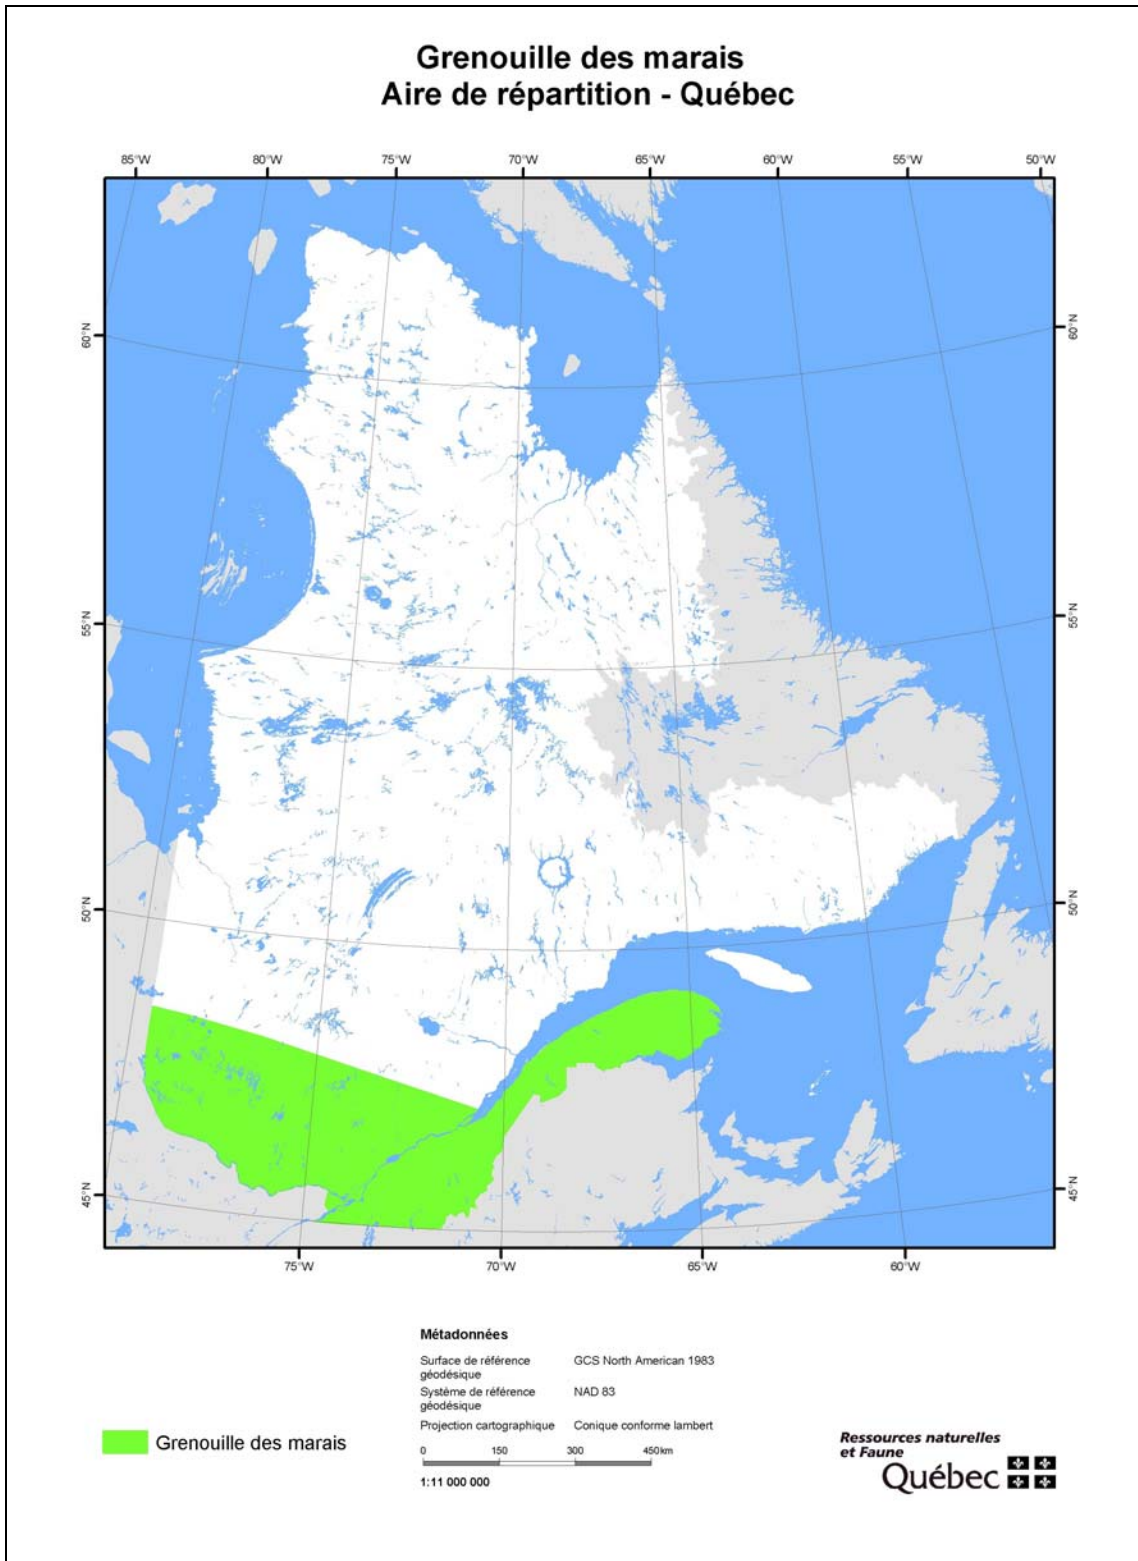 Grenouille des marais
Aire de répartition - Québec
85°W 80°W 75°W 70°W 65°W 60°W 55°W 50°W
60°N 60°N
55°N 55°N
50°N 50°N
45°N 45°N
75°W 70°W 65°W 60°W
Métadonnées
Surface de référence géodésique GCS North American 1983
Système de référence géodésique NAD 83
Projection cartographique Conique conforme lambert
0 150 300 450km
1:11 000 000
Grenouille des marais
Ressources naturelles
et Faune
Québec